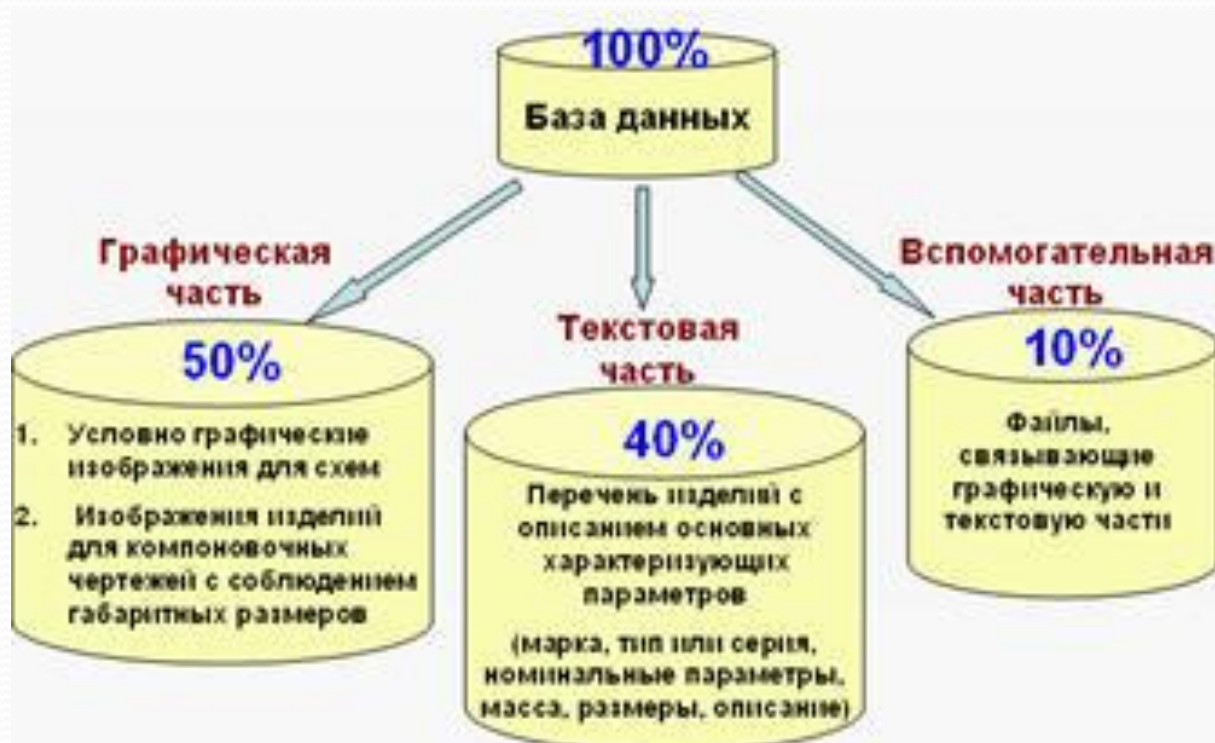 100%
База данных
Графическая
часть
50%
1. Условно графические
изображения для схем
2. Изображения изделий
для компоновочных
чертежей с соблюдением
габаритных размеров
Текстовая
часть
40%
Перечень изделий с
описанием основных
характеризующих
параметров
(марка, тип или серия,
номинальные параметры,
масса, размеры, описание)
Вспомогательная
часть
10%
Файлы,
связывающие
графическую и
текстовую части